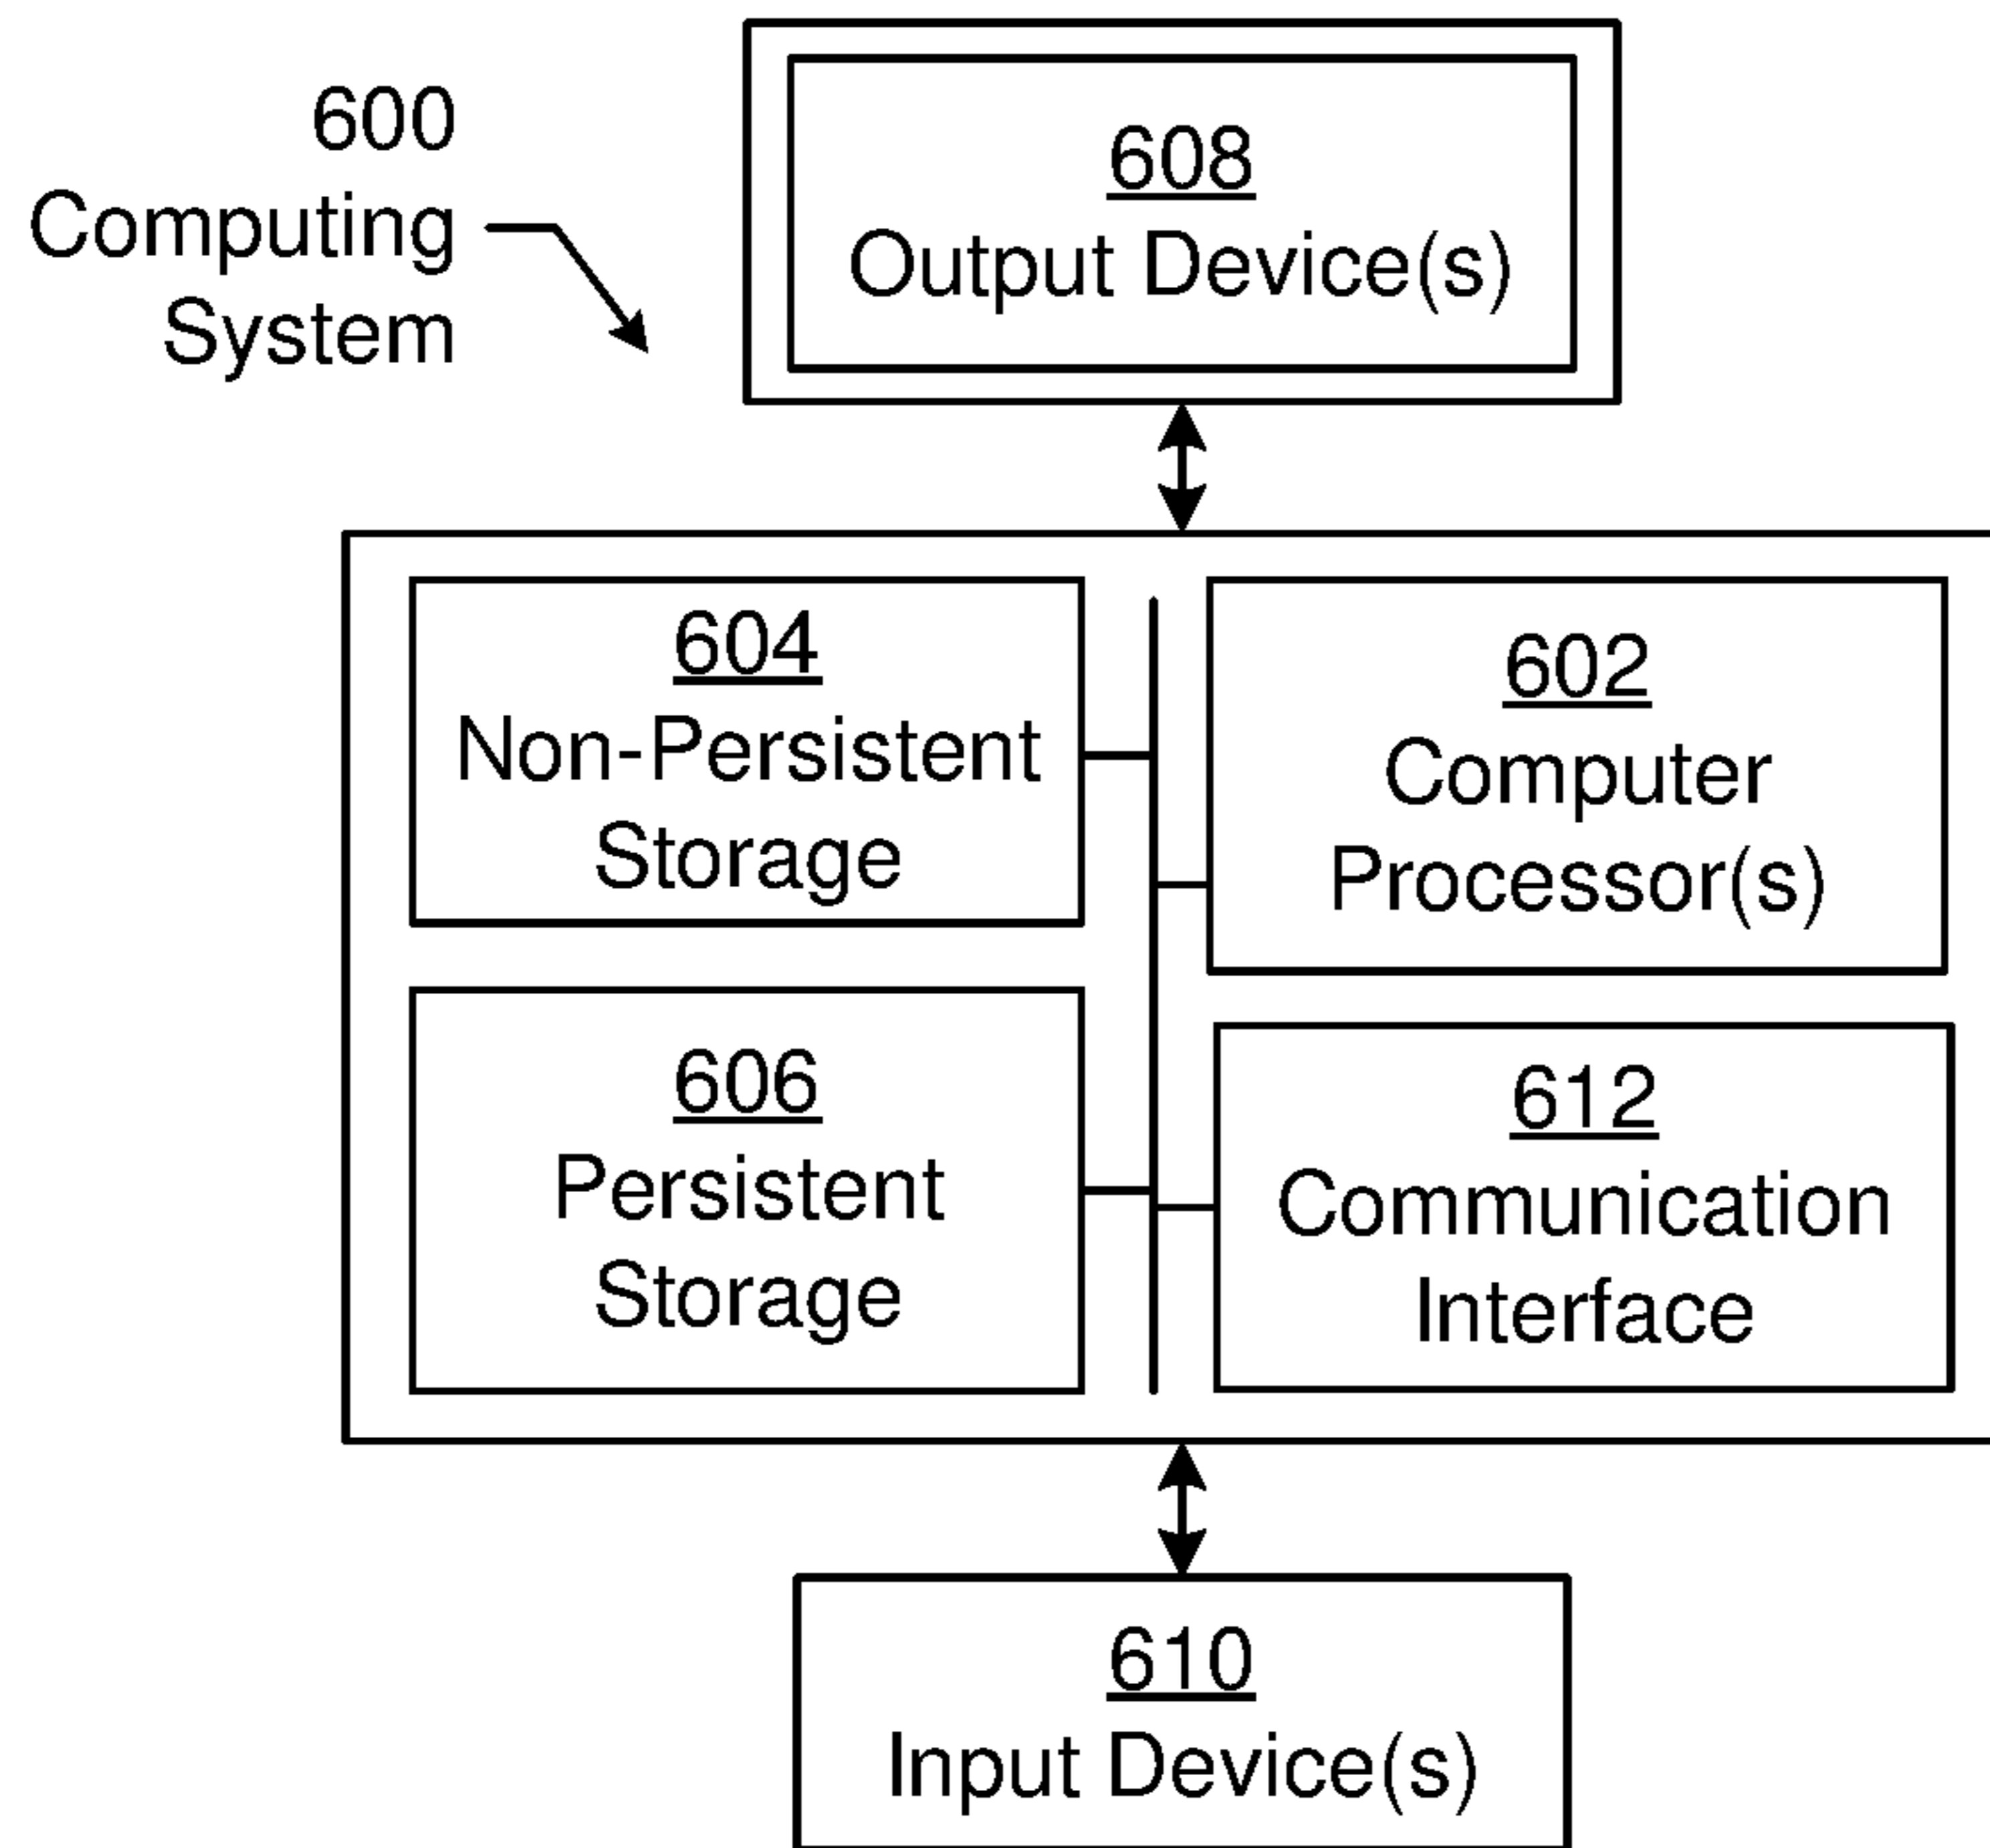 600
Computing
System
608
Output Device(s)
604
Non-Persistent
Storage
602
Computer
Processor(s)
606
Persistent
Storage
612
Communication
Interface
610
Input Device(s)